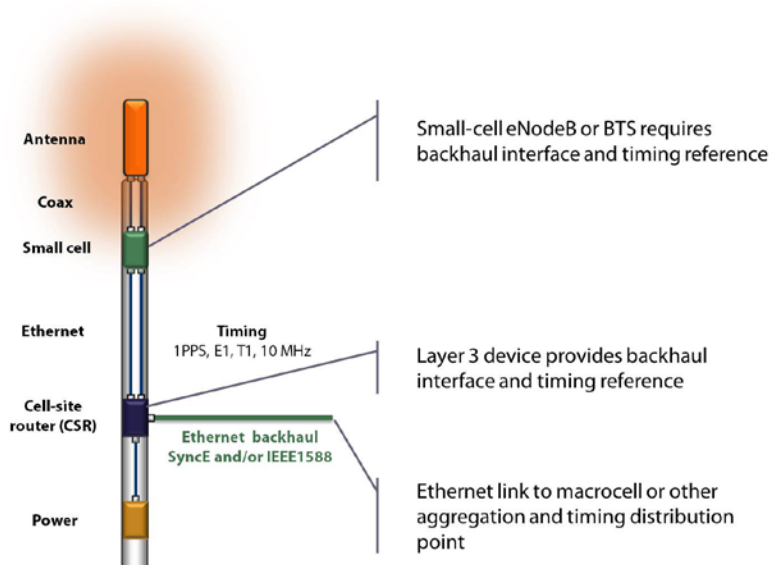 Antenna
Small-cell eNodeB or BTS requires
backhaul interface and timing reference
Coax
Small cell
Ethernet
Timing
1PPS, E1, T1, 10 MHz
Layer 3 device provides backhaul
interface and timing reference
Cell-site
router (CSR)
Ethernet backhaul
SyncE and/or IEEE1588
Ethernet link to macrocell or other
aggregation and timing distribution
point
Power